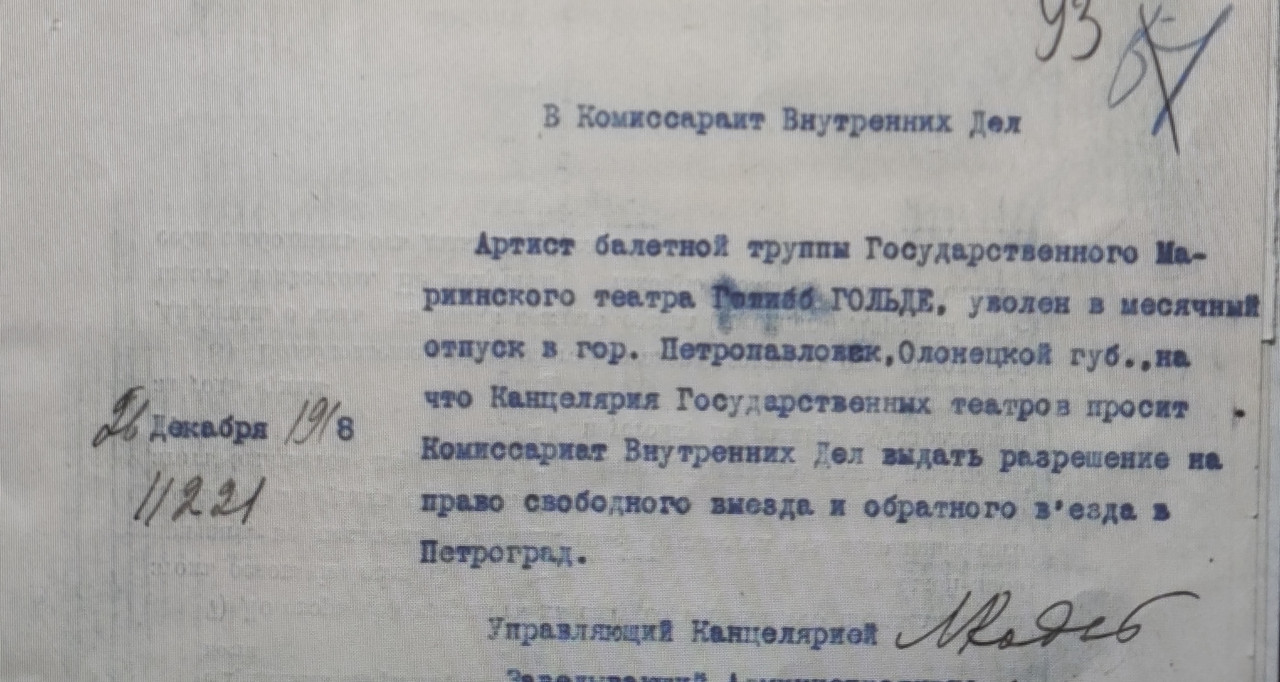 93
В Комиссараит Внутренних Дел
Артист балетной труппы Государственного Ма-
риинского театра ГОЛЬДЕ, уволен в месячный
отпуск в гор. Петропавловск,Олонецкой губ.,на
что Канцелярия Государственных театров просит
Комиссариат Внутренних Дел выдать разрешение на
право свободного выезда и обратного в'езда в
Петроград.
26 Декабря 1918
11221
Управляющий Канцелярией